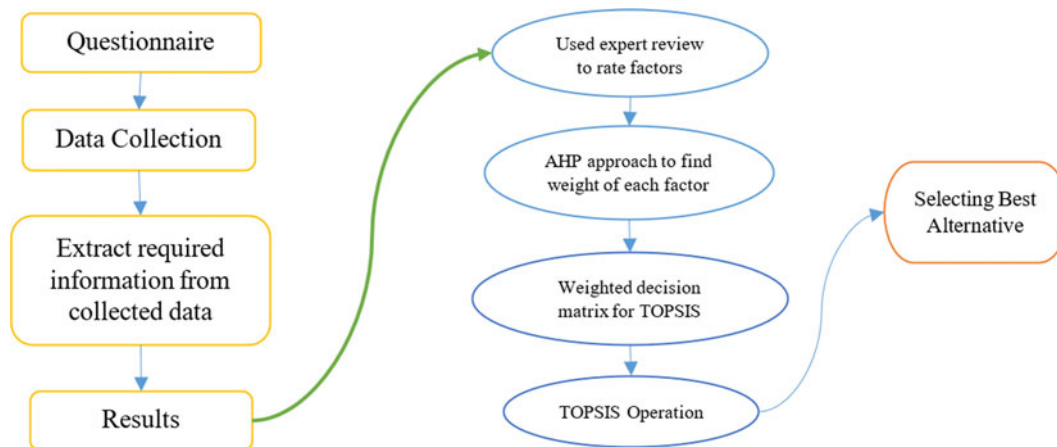 Questionnaire
Data Collection
Extract required
information from
collected data
Results
Used expert review
to rate factors
AHP approach to find
weight of each factor
Weighted decision
matrix for TOPSIS
TOPSIS Operation
Selecting Best
Alternative